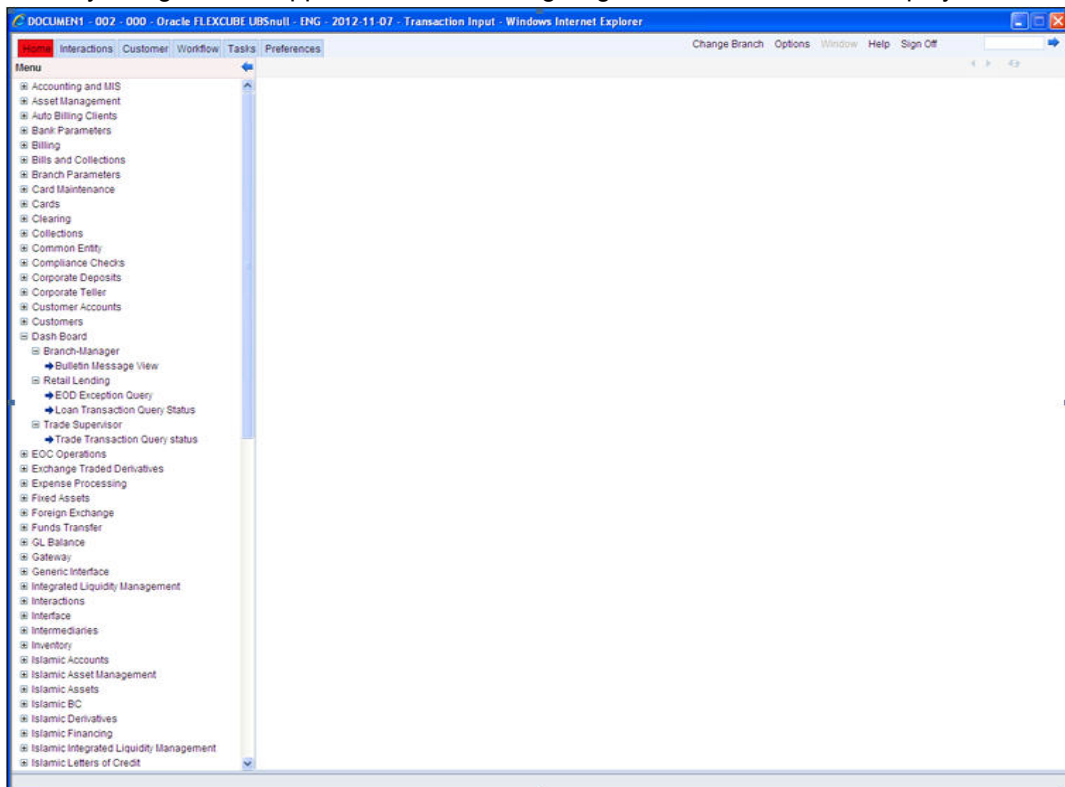 DOCUMENT1 - 002 - 000 - Oracle FLEXCUBE UBSnull - ENG - 2012-11-07 - Transaction Input - Windows Internet Explorer
Home Interactions Customer Workflow Tasks Preferences Change Branch Options Window Help Sign Off
Menu
Accounting and MIS
Asset Management
Auto Billing Clients
Bank Parameters
Billing
Bills and Collections
Branch Parameters
Card Maintenance
Cards
Clearing
Collections
Common Entity
Compliance Checks
Corporate Deposits
Corporate Teller
Customer Accounts
Customers
Dash Board
Branch-Manager
Bulletin Message View
Retail Lending
EOD Exception Query
Loan Transaction Query Status
Trade Supervisor
Trade Transaction Query status
EOC Operations
Exchange Traded Derivatives
Expense Processing
Fixed Assets
Foreign Exchange
Funds Transfer
GL Balance
Gateway
Generic Interface
Integrated Liquidity Management
Interactions
Interface
Intermediaries
Inventory
Islamic Accounts
Islamic Asset Management
Islamic Assets
Islamic BC
Islamic Derivatives
Islamic Financing
Islamic Integrated Liquidity Management
Islamic Letters of Credit